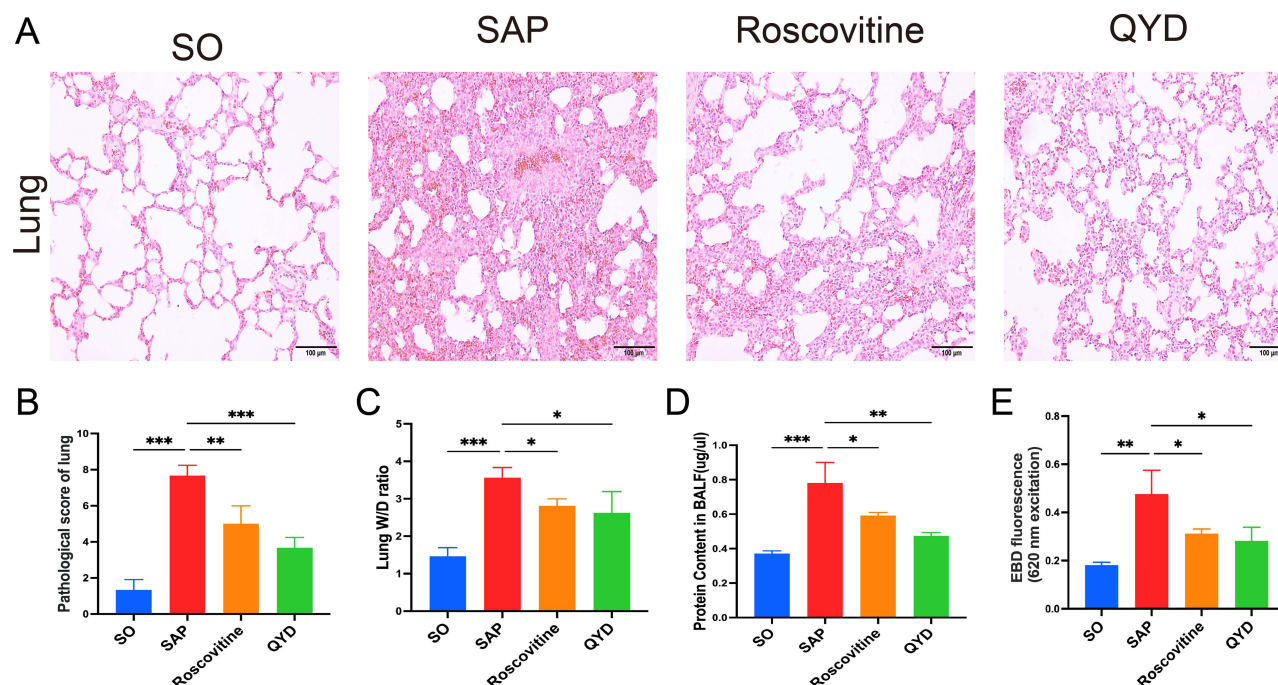 A
SO
SAP
Roscovitine
QYD
Lung
100 µm
100 µm
100 µm
100 µm
B
Pathological score of lung
10
8
6
4
2
0
***
***
**
SO
SAP
Roscovitine
QYD
C
Lung W/D ratio
5
4
3
2
1
0
*
***
*
SO
SAP
Roscovitine
QYD
D
Protein Content in BALF(ug/ul)
1.0
0.8
0.6
0.4
0.2
0.0
**
***
*
SO
SAP
Roscovitine
QYD
E
EBD fluorescence
(620 nm excitation)
0.8
0.6
0.4
0.2
0.0
*
**
*
SO
SAP
Roscovitine
QYD